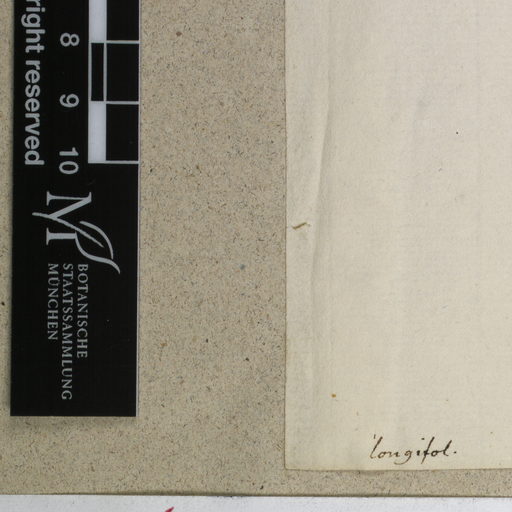 right reserved
8
9
10
M
BOTANISCHE
STAATSSAMMLUNG
MÜNCHEN
longifol.